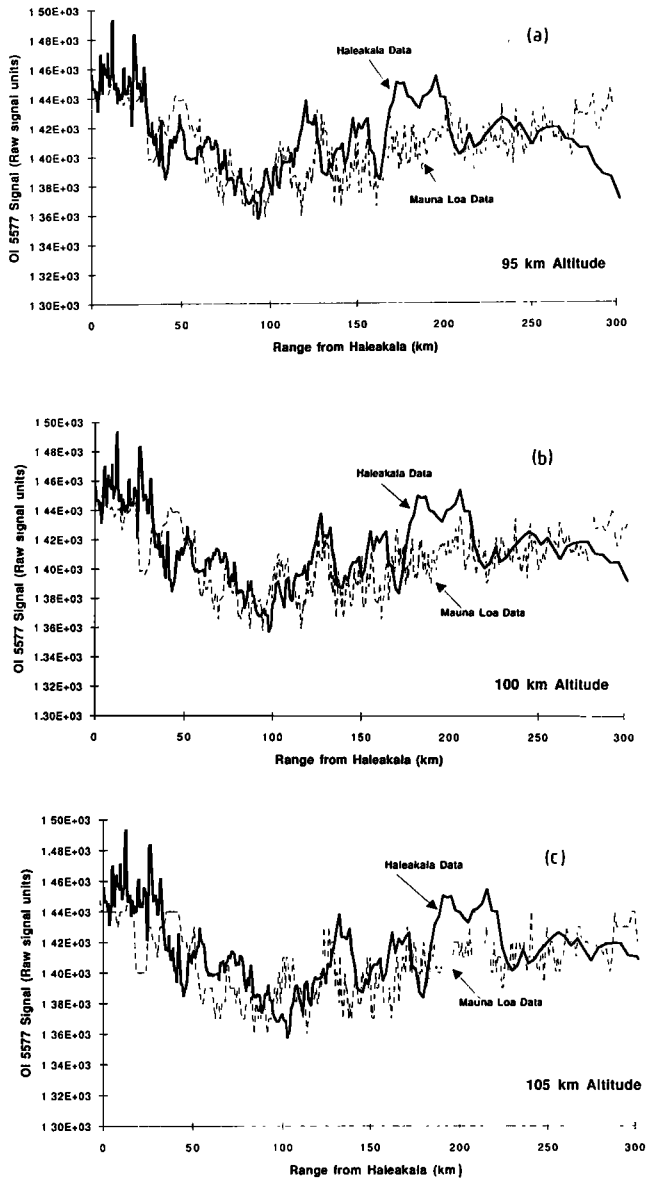 (a)
OI 5577 Signal (Raw signal units)
1 50E+03
1 48E+03
1 46E+03
1 44E+03
1 42E+03
1 40E+03
1 38E+03
1 36E+03
1 34E+03
1 32E+03
1 30E+03
Haleakala Data
Mauna Loa Data
95 km Altitude
0 50 100 150 200 250 300
Range from Haleakala (km)
(b)
OI 5577 Signal (Raw signal units)
1 50E+03
1 48E+03
1 46E+03
1 44E+03
1 42E+03
1 40E+03
1 38E+03
1 36E+03
1 34E+03
1 32E+03
1.30E+03
Haleakala Data
Mauna Loa Data
100 km Altitude
0 50 100 150 200 250 300
Range from Haleakala (km)
(c)
OI 5577 Signal (Raw signal units)
1 50E+03
1.48E+03
1 46E+03
1 44E+03
1 42E+03
1 40E+03
1 38E+03
1 36E+03
1 34E+03
1 32E+03
1 30E+03
Haleakala Data
Mauna Loa Data
105 km Altitude
0 50 100 150 200 250 300
Range from Haleakala (km)